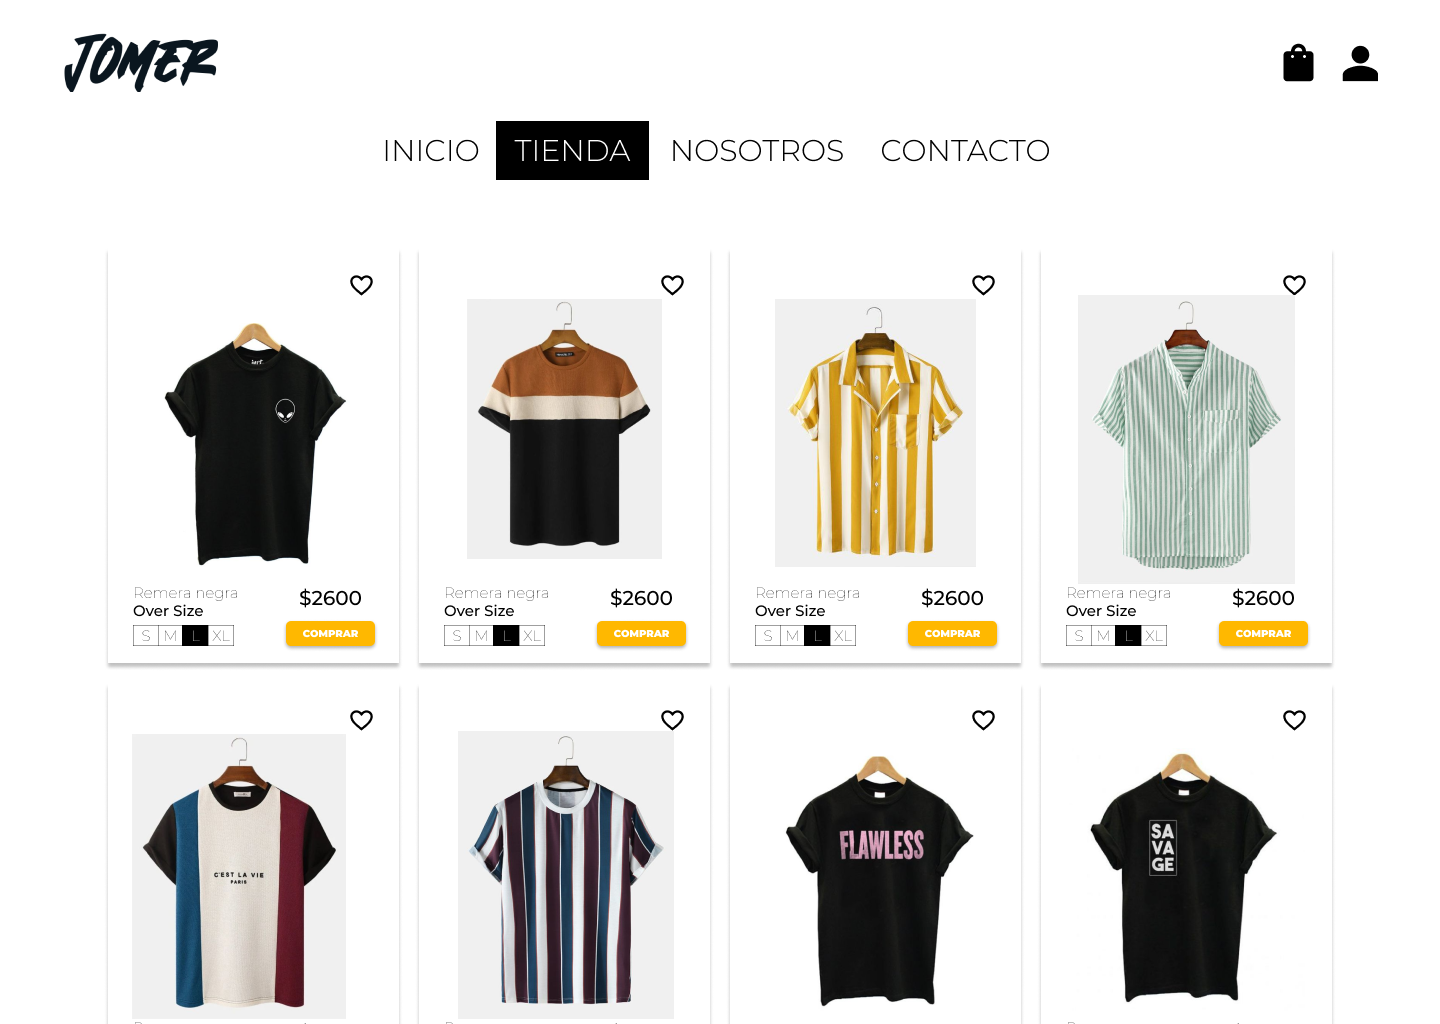 JOMER
INICIO TIENDA NOSOTROS CONTACTO
C'EST LA VIE
PARIS
FLAWLESS
SA
VA
GE
Remera negra
Over Size
$2600
S M L XL
COMPRAR
Remera negra
Over Size
$2600
S M L XL
COMPRAR
Remera negra
Over Size
$2600
S M L XL
COMPRAR
Remera negra
Over Size
$2600
S M L XL
COMPRAR